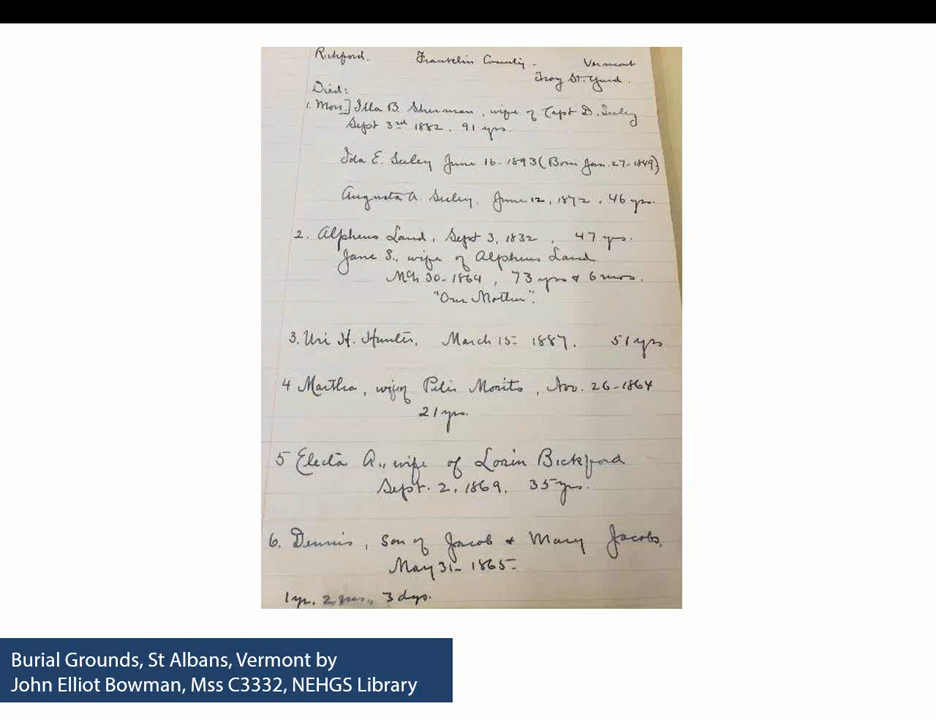 Richford. Franklin County - Vermont
Troy St. Yard.
Died:
1. Mon] Illa B. Sherman, wife of Capt D. Seeley
Sept 3rd 1882. 91 yrs.
Ida E. Seeley June 16-1893 (Born Jan. 27-1889)
Augusta A. Seeley. June 12, 1872. 46 yrs.
2. Alpheus Land, Sept 3, 1832, 47 yrs.
Jane S., wife of Alpheus Land
Mch 30-1864, 73 yrs & 6 mos.
"Our Mother".
3. Uri H. Hunter, March 15- 1887. 51 yrs
4 Martha, wife of Morits, Nov. 26-1864
21 yrs.
5 Electa A., wife of Lorin Bickford
Sept. 2, 1869, 35 yrs.
6. Dennis, son of Jacob & Mary Jacobs,
May 31- 1865-
1 yr. 2 mos., 3 dys.
Burial Grounds, St Albans, Vermont by
John Elliot Bowman, Mss C3332, NEHGS Library